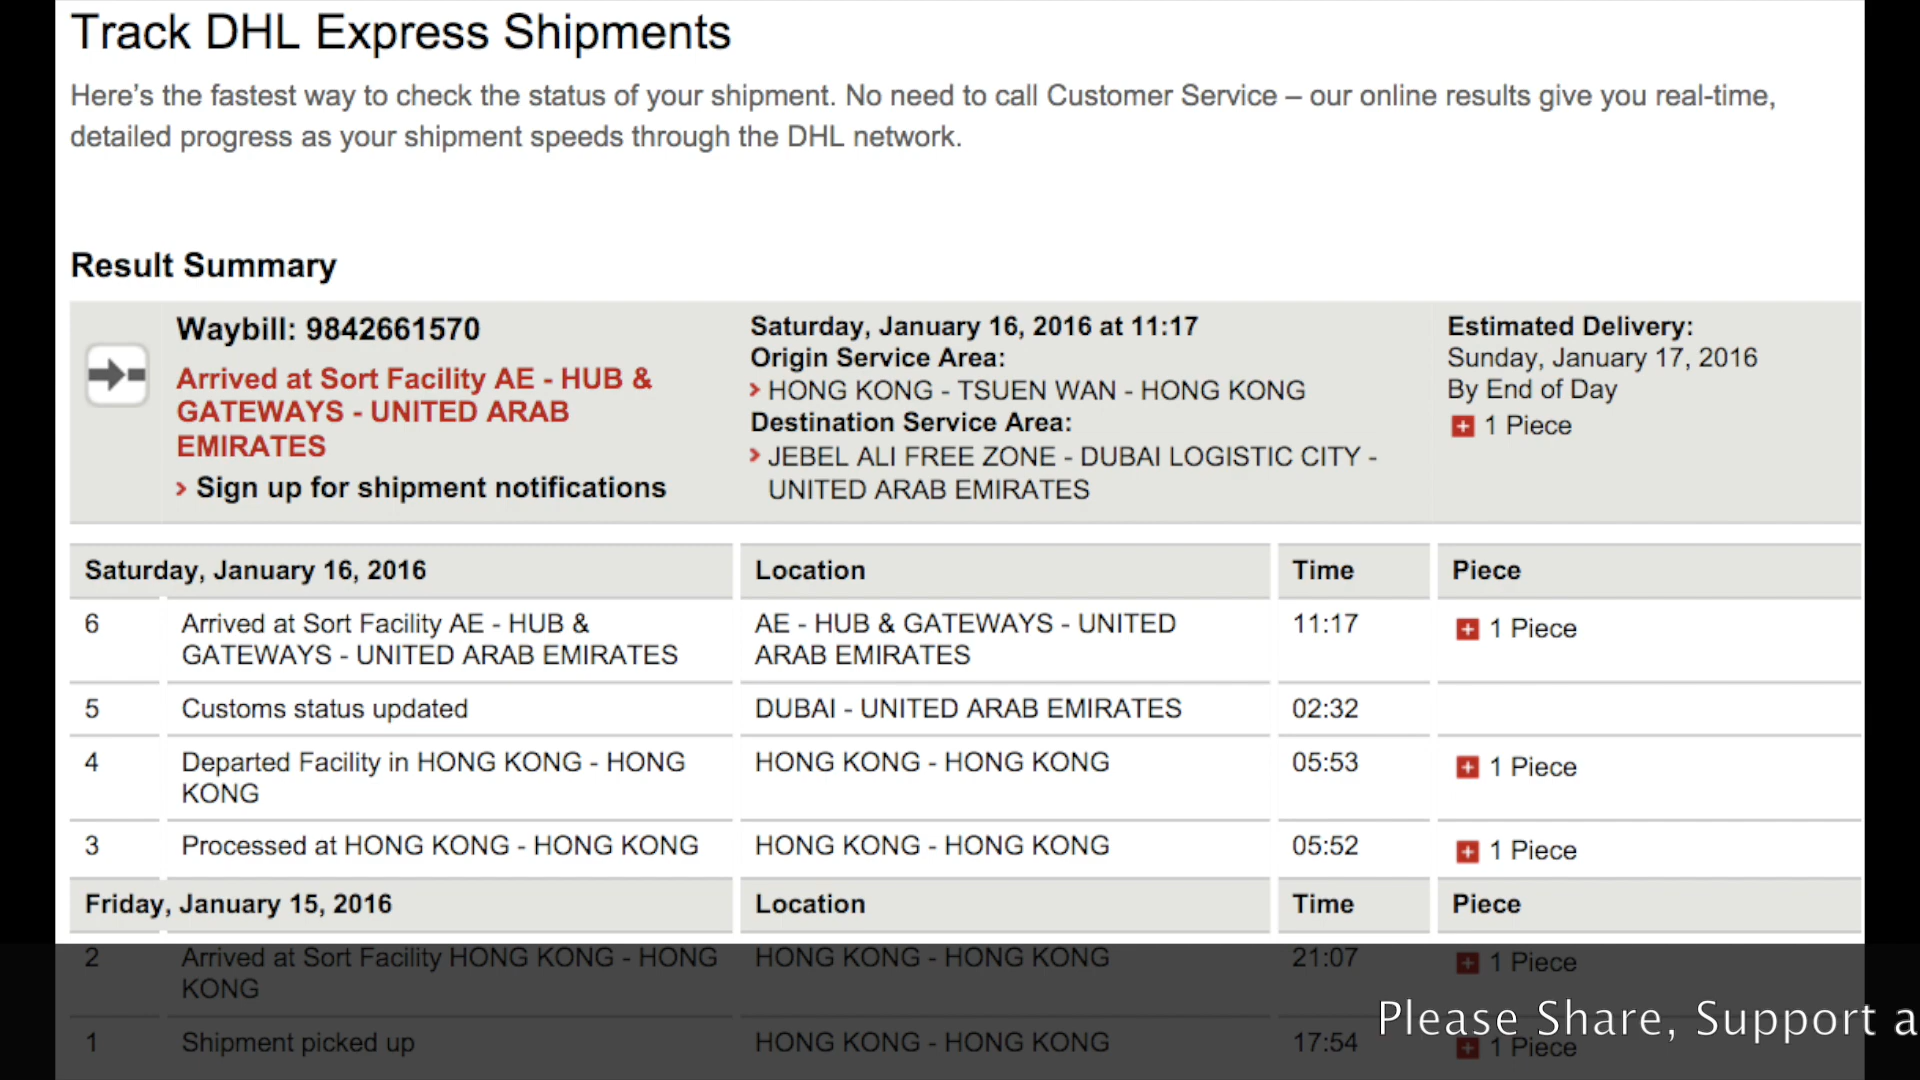 Track DHL Express Shipments
Here's the fastest way to check the status of your shipment. No need to call Customer Service – our online results give you real-time,
detailed progress as your shipment speeds through the DHL network.
Result Summary
Waybill: 9842661570
Arrived at Sort Facility AE - HUB &
GATEWAYS - UNITED ARAB
EMIRATES
Sign up for shipment notifications
Saturday, January 16, 2016 at 11:17
Origin Service Area:
HONG KONG - TSUEN WAN - HONG KONG
Destination Service Area:
JEBEL ALI FREE ZONE - DUBAI LOGISTIC CITY -
UNITED ARAB EMIRATES
Estimated Delivery:
Sunday, January 17, 2016
By End of Day
1 Piece
Saturday, January 16, 2016 Location Time Piece
6 Arrived at Sort Facility AE - HUB & AE - HUB & GATEWAYS - UNITED 11:17 1 Piece
GATEWAYS - UNITED ARAB EMIRATES ARAB EMIRATES
5 Customs status updated DUBAI - UNITED ARAB EMIRATES 02:32
4 Departed Facility in HONG KONG - HONG HONG KONG - HONG KONG 05:53 1 Piece
KONG
3 Processed at HONG KONG - HONG KONG HONG KONG - HONG KONG 05:52 1 Piece
Friday, January 15, 2016 Location Time Piece
2 Arrived at Sort Facility HONG KONG - HONG HONG KONG - HONG KONG 21:07 1 Piece
KONG
1 Shipment picked up HONG KONG - HONG KONG 17:54 1 Piece
Please Share, Support a